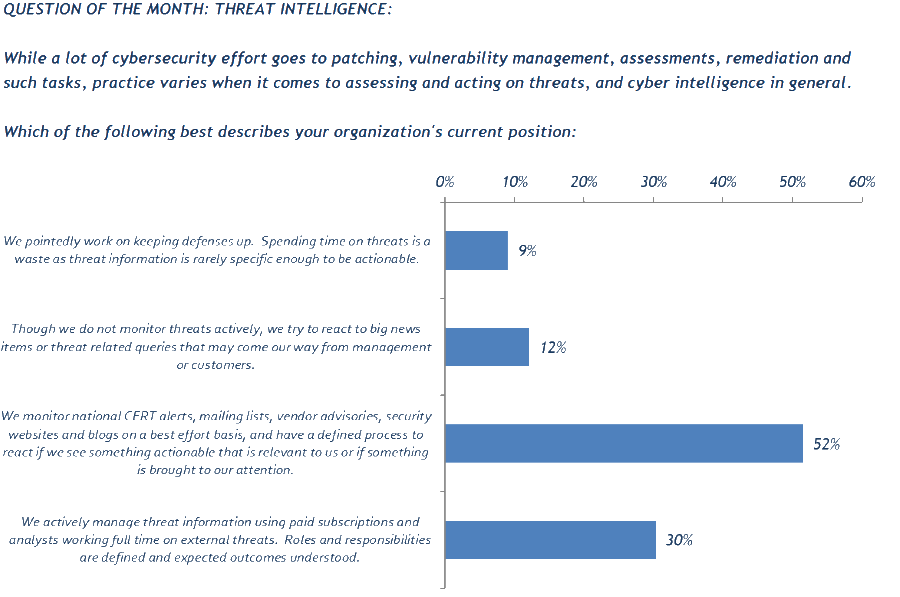 QUESTION OF THE MONTH: THREAT INTELLIGENCE:
While a lot of cybersecurity effort goes to patching, vulnerability management, assessments, remediation and
such tasks, practice varies when it comes to assessing and acting on threats, and cyber intelligence in general.
Which of the following best describes your organization's current position:
0% 10% 20% 30% 40% 50% 60%
We pointedly work on keeping defenses up. Spending time on threats is a
waste as threat information is rarely specific enough to be actionable.
9%
Though we do not monitor threats actively, we try to react to big news
items or threat related queries that may come our way from management
or customers.
12%
We monitor national CERT alerts, mailing lists, vendor advisories, security
websites and blogs on a best effort basis, and have a defined process to
react if we see something actionable that is relevant to us or if something
is brought to our attention.
52%
We actively manage threat information using paid subscriptions and
analysts working full time on external threats. Roles and responsibilities
are defined and expected outcomes understood.
30%